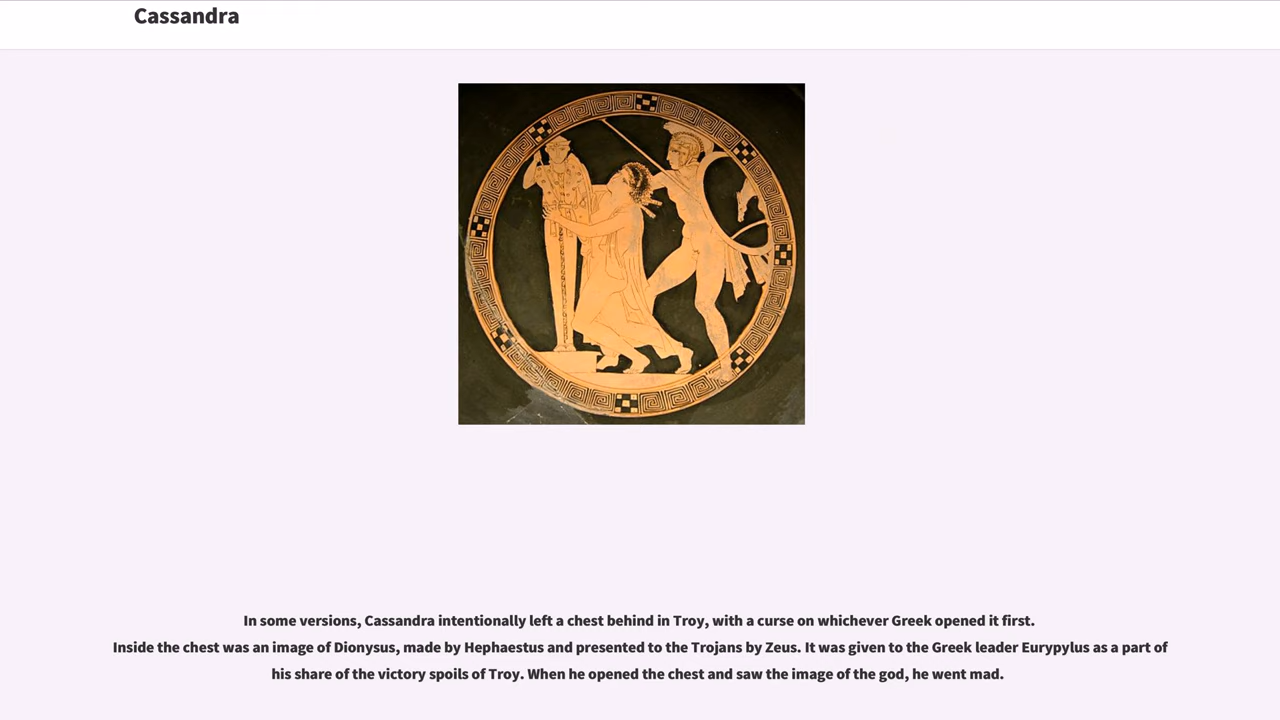 Cassandra
In some versions, Cassandra intentionally left a chest behind in Troy, with a curse on whichever Greek opened it first.
Inside the chest was an image of Dionysus, made by Hephaestus and presented to the Trojans by Zeus. It was given to the Greek leader Eurypylus as a part of
his share of the victory spoils of Troy. When he opened the chest and saw the image of the god, he went mad.